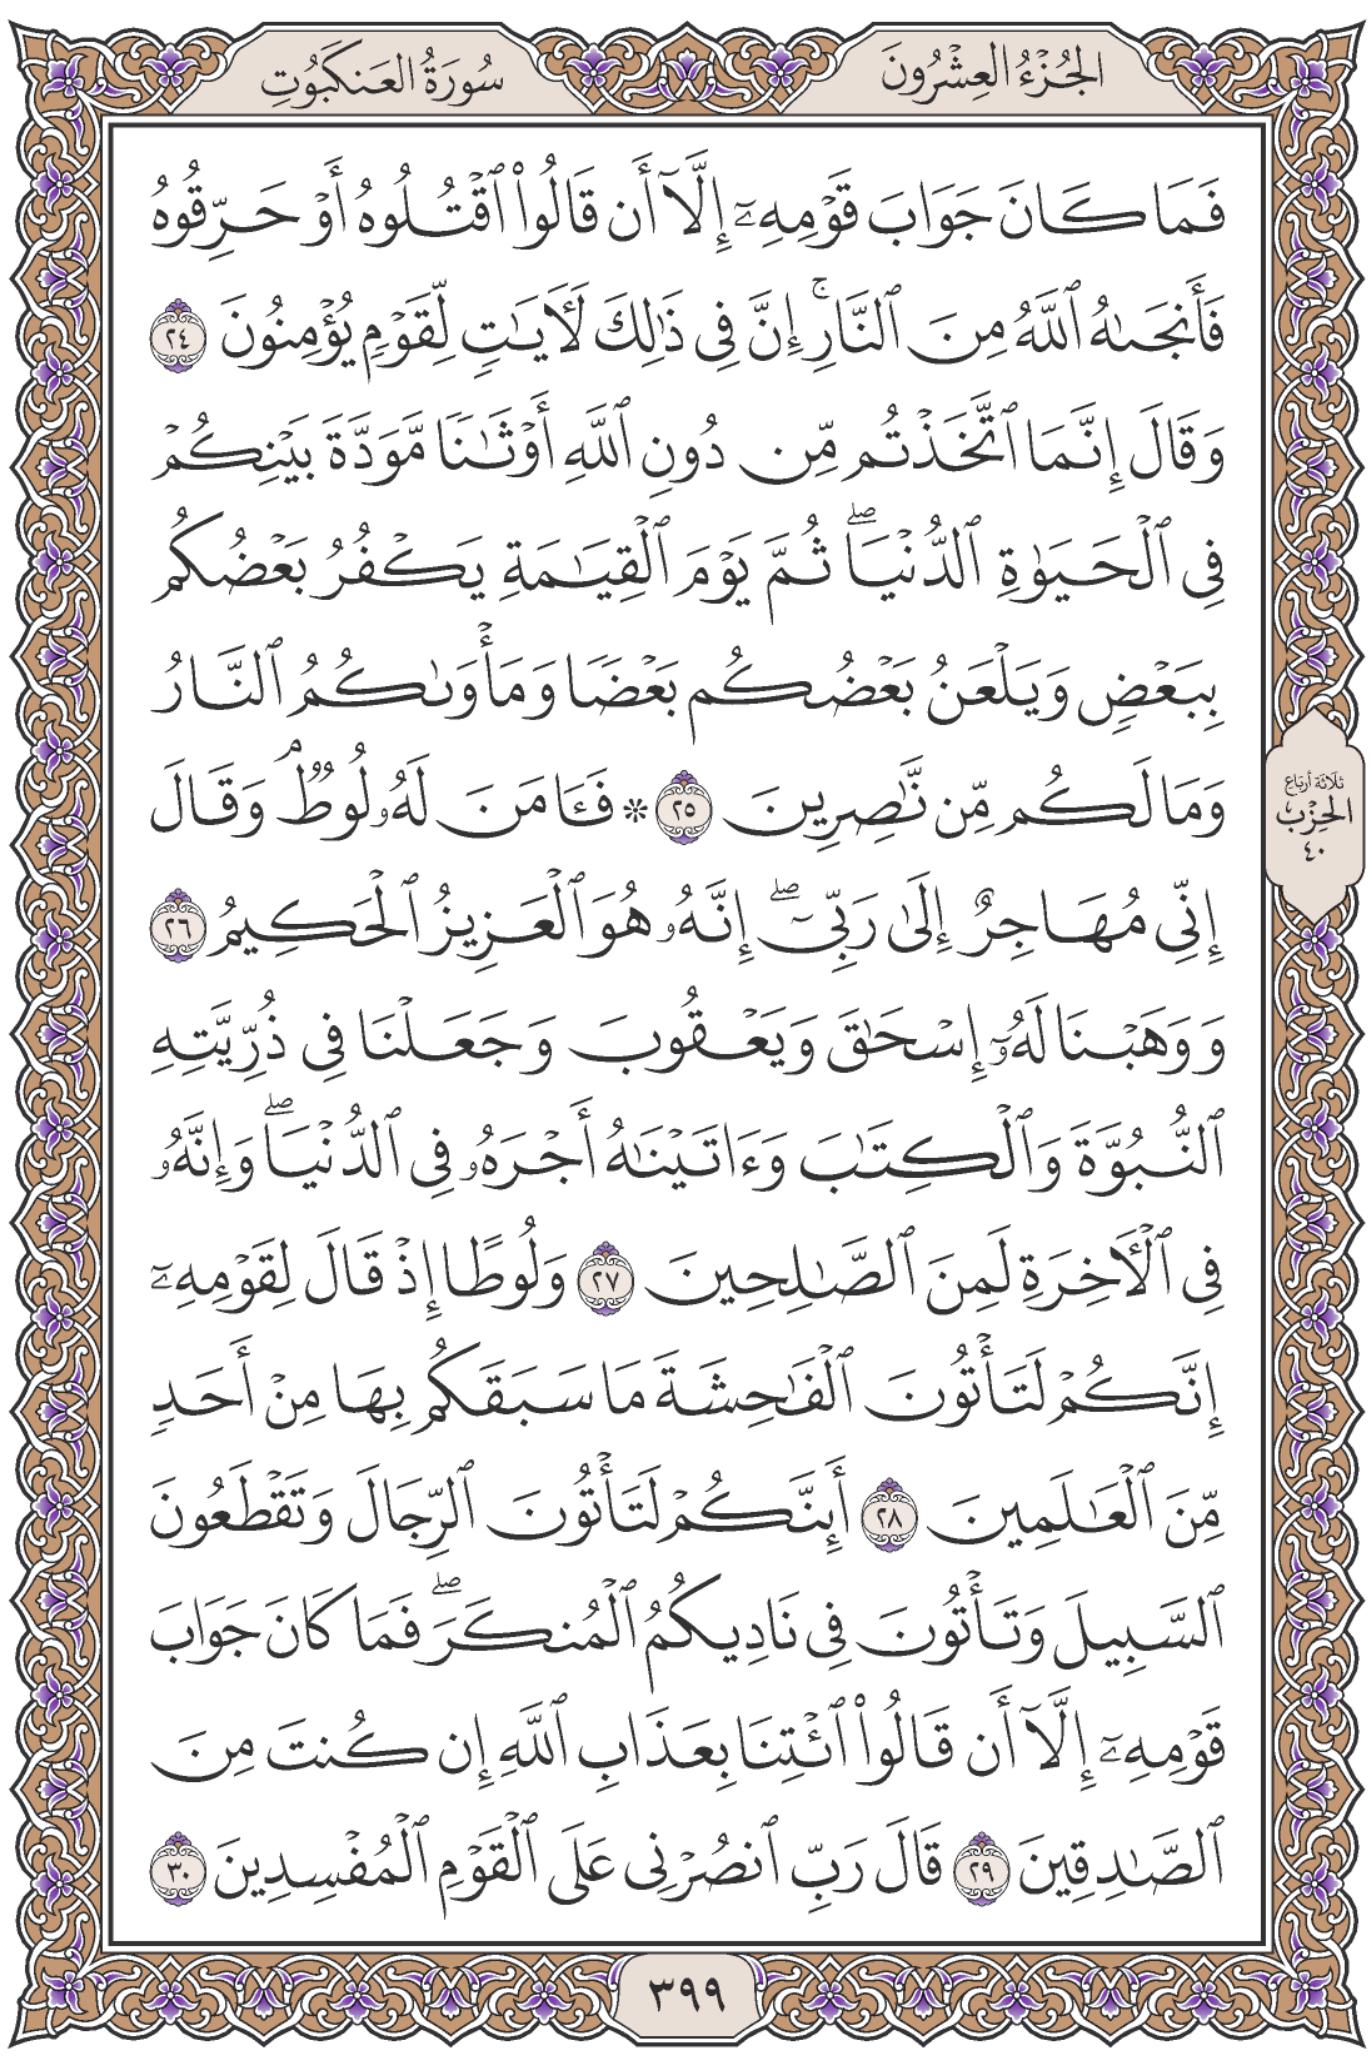 الجُزْءُ العِشْرُونَ
سُورَةُ العَنكَبُوتِ
فَمَا كَانَ جَوَابَ قَوْمِهِۦٓ إِلَّآ أَن قَالُوا۟ ٱقْتُلُوهُ أَوْ حَرِّقُوهُ
فَأَنجَىٰهُ ٱللَّهُ مِنَ ٱلنَّارِ ۚ إِنَّ فِى ذَٰلِكَ لَـَٔايَـٰتٍ لِّقَوْمٍ يُؤْمِنُونَ ٢٤
وَقَالَ إِنَّمَا ٱتَّخَذْتُم مِّن دُونِ ٱللَّهِ أَوْثَـٰنًا مَّوَدَّةَ بَيْنِكُمْ
فِى ٱلْحَيَوٰةِ ٱلدُّنْيَا ۖ ثُمَّ يَوْمَ ٱلْقِيَـٰمَةِ يَكْفُرُ بَعْضُكُم
بِبَعْضٍ وَيَلْعَنُ بَعْضُكُم بَعْضًا وَمَأْوَىٰكُمُ ٱلنَّارُ
وَمَا لَكُم مِّن نَّـٰصِرِينَ ٢٥ * فَـَٔامَنَ لَهُۥ لُوطٌ ۘ وَقَالَ
إِنِّى مُهَاجِرٌ إِلَىٰ رَبِّىٓ ۖ إِنَّهُۥ هُوَ ٱلْعَزِيزُ ٱلْحَكِيمُ ٢٦
وَوَهَبْنَا لَهُۥٓ إِسْحَـٰقَ وَيَعْقُوبَ وَجَعَلْنَا فِى ذُرِّيَّتِهِ
ٱلنُّبُوَّةَ وَٱلْكِتَـٰبَ وَءَاتَيْنَـٰهُ أَجْرَهُۥ فِى ٱلدُّنْيَا ۖ وَإِنَّهُۥ
فِى ٱلْـَٔاخِرَةِ لَمِنَ ٱلصَّـٰلِحِينَ ٢٧ وَلُوطًا إِذْ قَالَ لِقَوْمِهِۦٓ
إِنَّكُمْ لَتَأْتُونَ ٱلْفَـٰحِشَةَ مَا سَبَقَكُم بِهَا مِنْ أَحَدٍ
مِّنَ ٱلْعَـٰلَمِينَ ٢٨ أَئِنَّكُمْ لَتَأْتُونَ ٱلرِّجَالَ وَتَقْطَعُونَ
ٱلسَّبِيلَ وَتَأْتُونَ فِى نَادِيكُمُ ٱلْمُنكَرَ ۖ فَمَا كَانَ جَوَابَ
قَوْمِهِۦٓ إِلَّآ أَن قَالُوا۟ ٱئْتِنَا بِعَذَابِ ٱللَّهِ إِن كُنتَ مِنَ
ٱلصَّـٰدِقِينَ ٢٩ قَالَ رَبِّ ٱنصُرْنِى عَلَى ٱلْقَوْمِ ٱلْمُفْسِدِينَ ٣٠
ثلاثة أرباع
الحِزْب
٤٠
٣٩٩